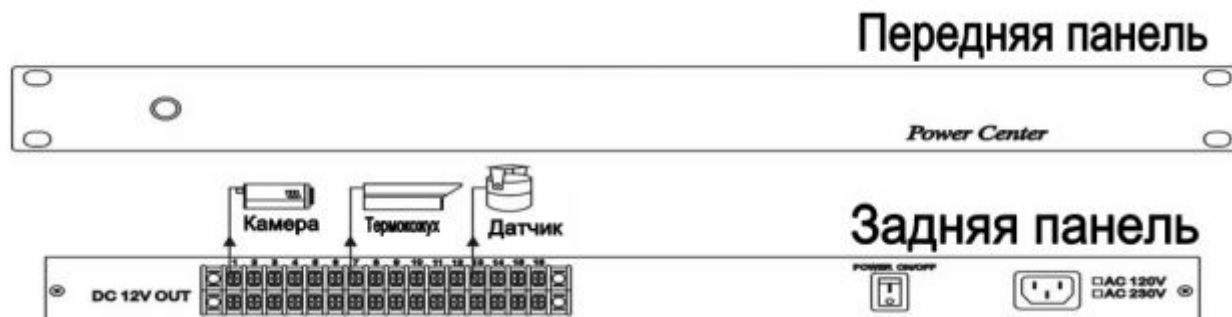 Передняя панель
Power Center
Камера
Термокожух
Датчик
Задняя панель
1 2 3 4 5 6 7 8 9 10 11 12 13 14 15 16
POWER ON/OFF
DC 12V OUT
AC 120V
AC 230V